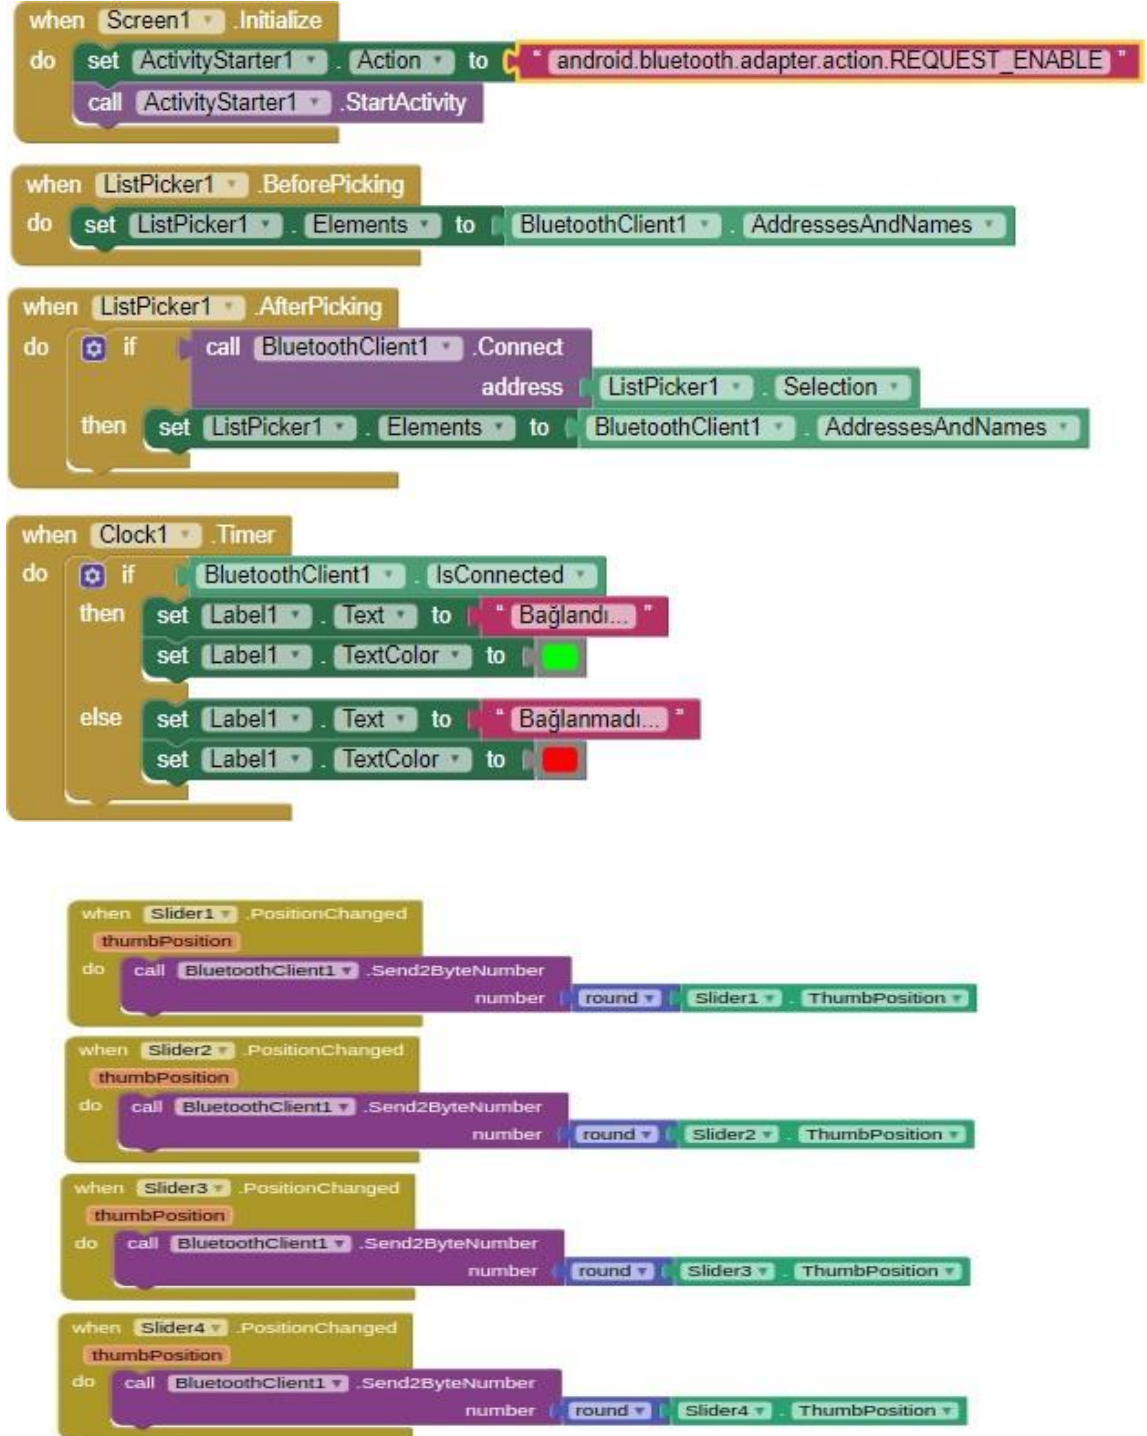 when Screen1 .Initialize
do set ActivityStarter1 . Action to " android.bluetooth.adapter.action.REQUEST_ENABLE "
call ActivityStarter1 .StartActivity
when ListPicker1 .BeforePicking
do set ListPicker1 . Elements to BluetoothClient1 . AddressesAndNames
when ListPicker1 .AfterPicking
do if call BluetoothClient1 .Connect
address ListPicker1 . Selection
then set ListPicker1 . Elements to BluetoothClient1 . AddressesAndNames
when Clock1 .Timer
do if BluetoothClient1 . IsConnected
then set Label1 . Text to " Bağlandı... "
set Label1 . TextColor to
else set Label1 . Text to " Bağlanmadı... "
set Label1 . TextColor to
when Slider1 .PositionChanged
thumbPosition
do call BluetoothClient1 .Send2ByteNumber
number round Slider1 . ThumbPosition
when Slider2 .PositionChanged
thumbPosition
do call BluetoothClient1 .Send2ByteNumber
number round Slider2 . ThumbPosition
when Slider3 .PositionChanged
thumbPosition
do call BluetoothClient1 .Send2ByteNumber
number round Slider3 . ThumbPosition
when Slider4 .PositionChanged
thumbPosition
do call BluetoothClient1 .Send2ByteNumber
number round Slider4 . ThumbPosition